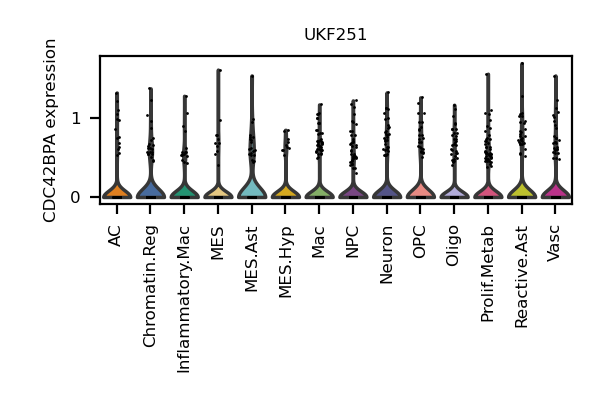 UKF251
CDC42BPA expression
1
0
AC
Chromatin.Reg
Inflammatory.Mac
MES
MES.Ast
MES.Hyp
Mac
NPC
Neuron
OPC
Oligo
Prolif.Metab
Reactive.Ast
Vasc